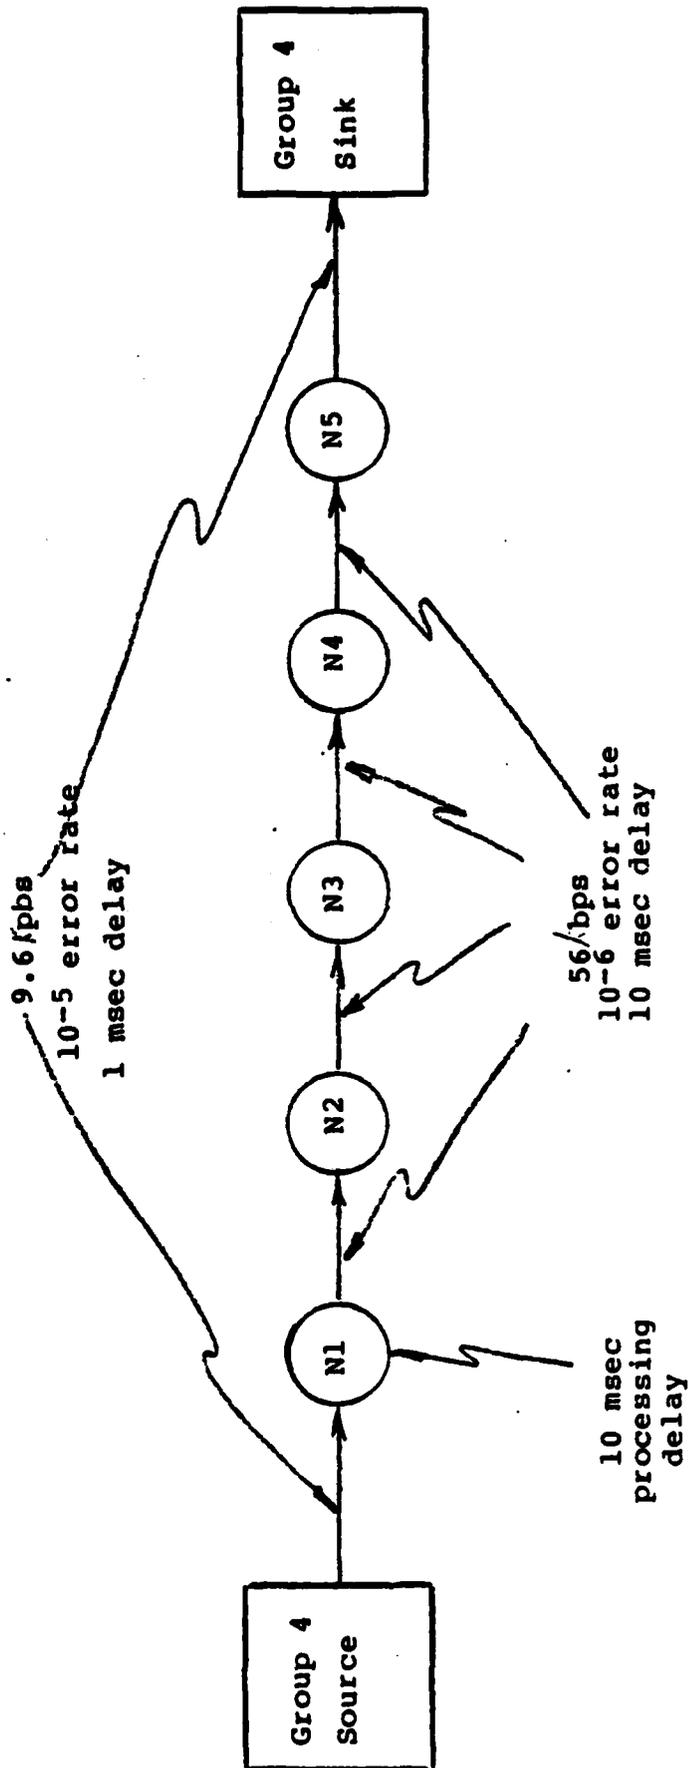 9.6 Kpbs
10-5 error rate
1 msec delay
Group 4
Source
N1
N2
N3
N4
N5
Group 4
Sink
10 msec
processing
delay
56 kbps
10-6 error rate
10 msec delay